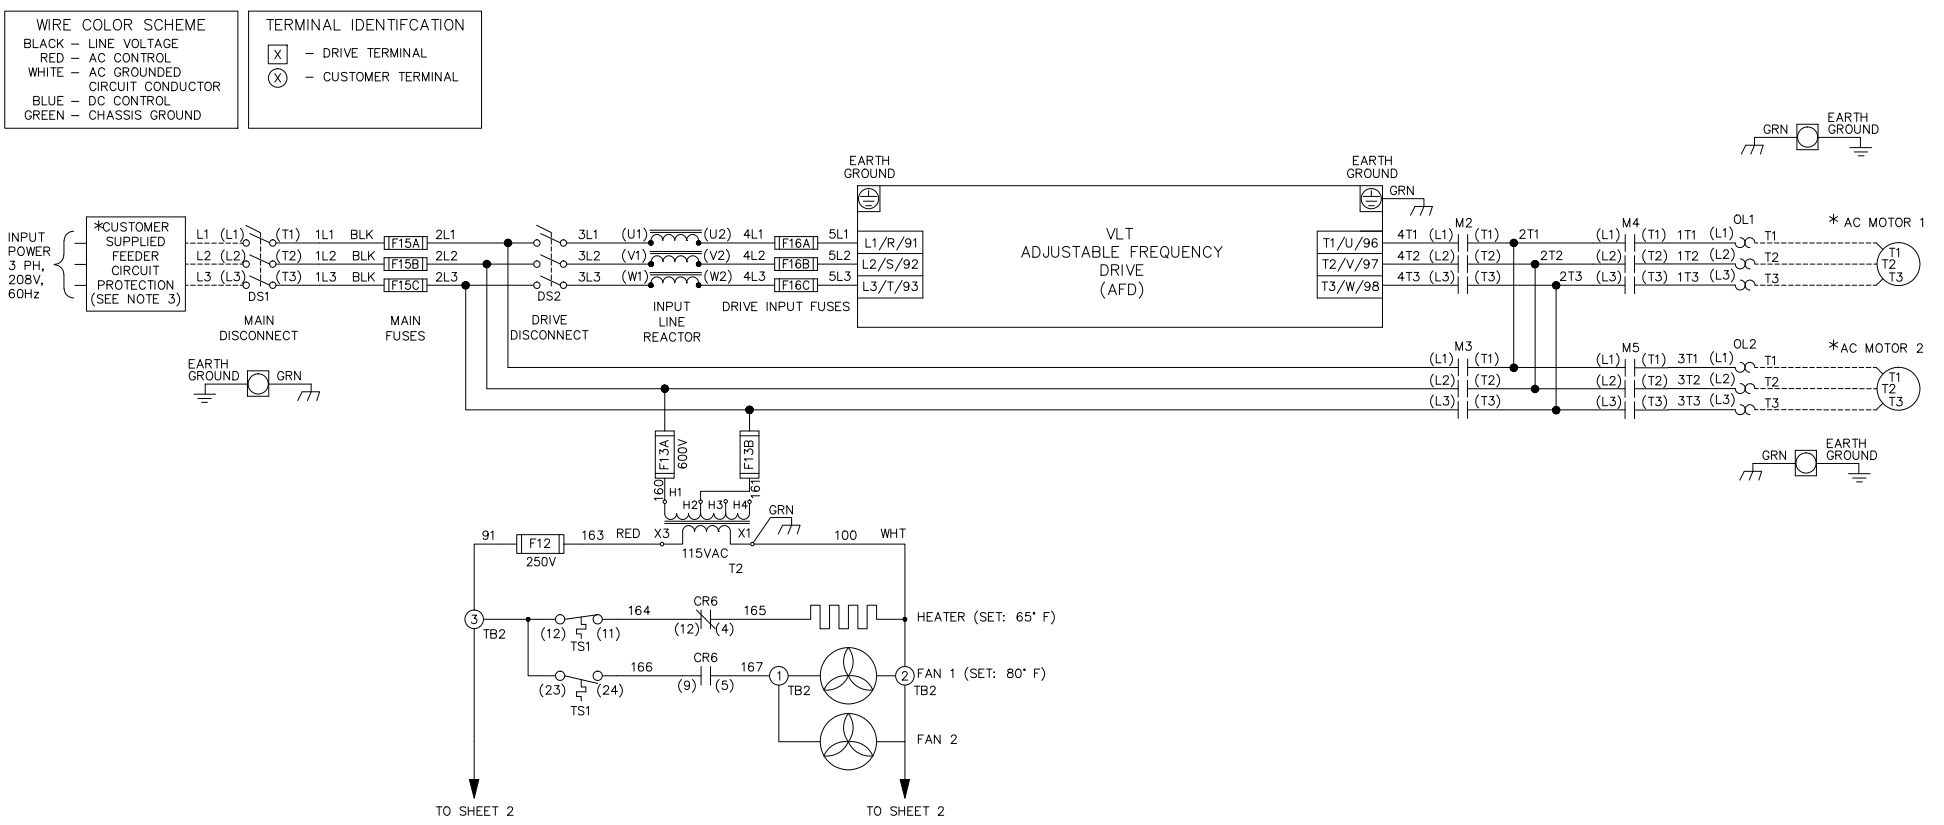 WIRE COLOR SCHEME
BLACK – LINE VOLTAGE
RED – AC CONTROL
WHITE – AC GROUNDED
CIRCUIT CONDUCTOR
BLUE – DC CONTROL
GREEN – CHASSIS GROUND
TERMINAL IDENTIFCATION
X – DRIVE TERMINAL
X – CUSTOMER TERMINAL
GRN
EARTH
GROUND
INPUT
POWER
3 PH,
208V,
60Hz
*CUSTOMER
SUPPLIED
FEEDER
CIRCUIT
PROTECTION
(SEE NOTE 3)
L1 (L1) (T1) 1L1 BLK F15A 2L1 3L1 (U1) (U2) 4L1 F16A 5L1 L1/R/91
L2 (L2) (T2) 1L2 BLK F15B 2L2 3L2 (V1) (V2) 4L2 F16B 5L2 L2/S/92
L3 (L3) (T3) 1L3 BLK F15C 2L3 3L3 (W1) (W2) 4L3 F16C 5L3 L3/T/93
DS1
MAIN
DISCONNECT
MAIN
FUSES
DS2
DRIVE
DISCONNECT
INPUT
LINE
REACTOR
DRIVE INPUT FUSES
EARTH
GROUND
VLT
ADJUSTABLE FREQUENCY
DRIVE
(AFD)
EARTH
GROUND
GRN
M2 M4 OL1 * AC MOTOR 1
T1/U/96 4T1 (L1) (T1) 2T1 (L1) (T1) 1T1 (L1) T1
T2/V/97 4T2 (L2) (T2) 2T2 (L2) (T2) 1T2 (L2) T2
T3/W/98 4T3 (L3) (T3) 2T3 (L3) (T3) 1T3 (L3) T3
T1
T2
T3
EARTH
GROUND GRN
M3 M5 OL2 *AC MOTOR 2
(L1) (T1) (L1) (T1) 3T1 (L1) T1
(L2) (T2) (L2) (T2) 3T2 (L2) T2
(L3) (T3) (L3) (T3) 3T3 (L3) T3
T1
T2
T3
GRN
EARTH
GROUND
F13A
600V
F13B
160
161
H1
H2 H3 H4
GRN
91 F12 163 RED X3 X1 100 WHT
250V
115VAC
T2
3
TB2
(12) (11) 164 CR6 (12) (4) 165 HEATER (SET: 65° F)
TS1
(23) (24) 166 CR6 (9) (5) 167 1 TB2 2 TB2 FAN 1 (SET: 80° F)
TS1
FAN 2
TO SHEET 2
TO SHEET 2